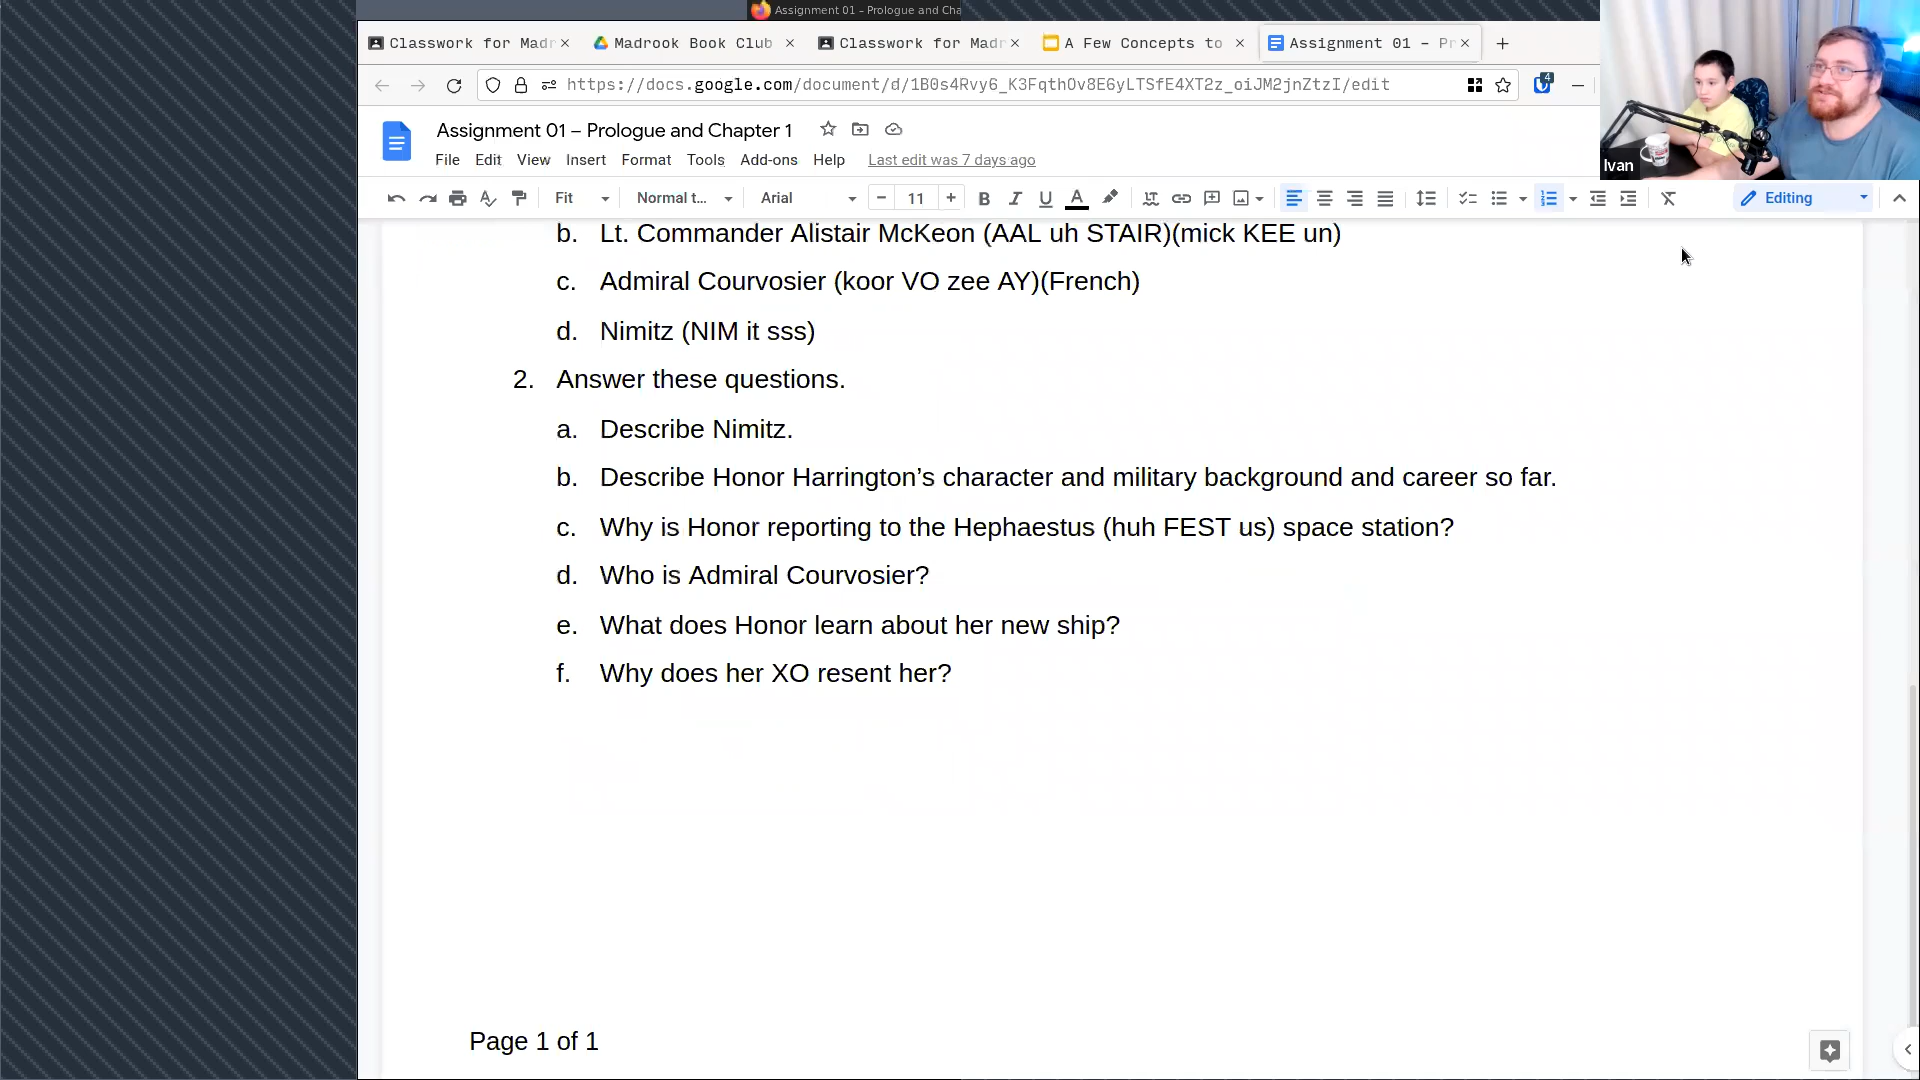 Assignment 01 – Prologue and Cha
Classwork for Madr
Madrook Book Club
Classwork for Madr
A Few Concepts to
Assignment 01 – Pr
https://docs.google.com/document/d/1B0s4Rvy6_K3FqthOv8E6yLTSfE4XT2z_oiJM2jnZtzI/edit
4
Assignment 01 – Prologue and Chapter 1
File Edit View Insert Format Tools Add-ons Help Last edit was 7 days ago
Ivan
Fit Normal t... Arial 11 B I U A Editing
b. Lt. Commander Alistair McKeon (AAL uh STAIR)(mick KEE un)
c. Admiral Courvosier (koor VO zee AY)(French)
d. Nimitz (NIM it sss)
2. Answer these questions.
a. Describe Nimitz.
b. Describe Honor Harrington’s character and military background and career so far.
c. Why is Honor reporting to the Hephaestus (huh FEST us) space station?
d. Who is Admiral Courvosier?
e. What does Honor learn about her new ship?
f. Why does her XO resent her?
Page 1 of 1